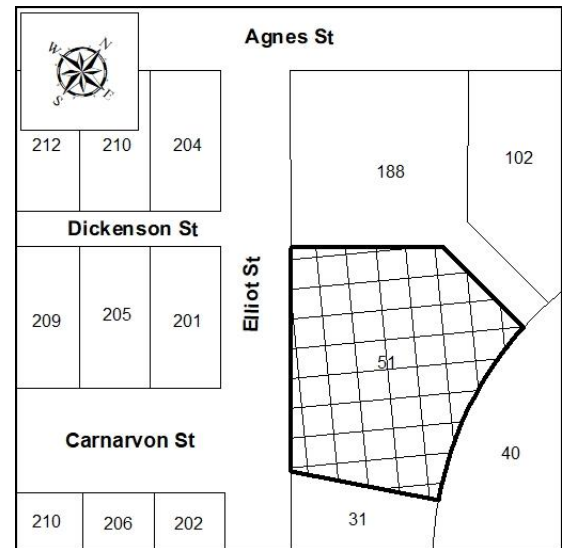 Agnes St
W
N
S
E
212
210
204
188
102
Dickenson St
Elliot St
209
205
201
51
Carnarvon St
40
210
206
202
31